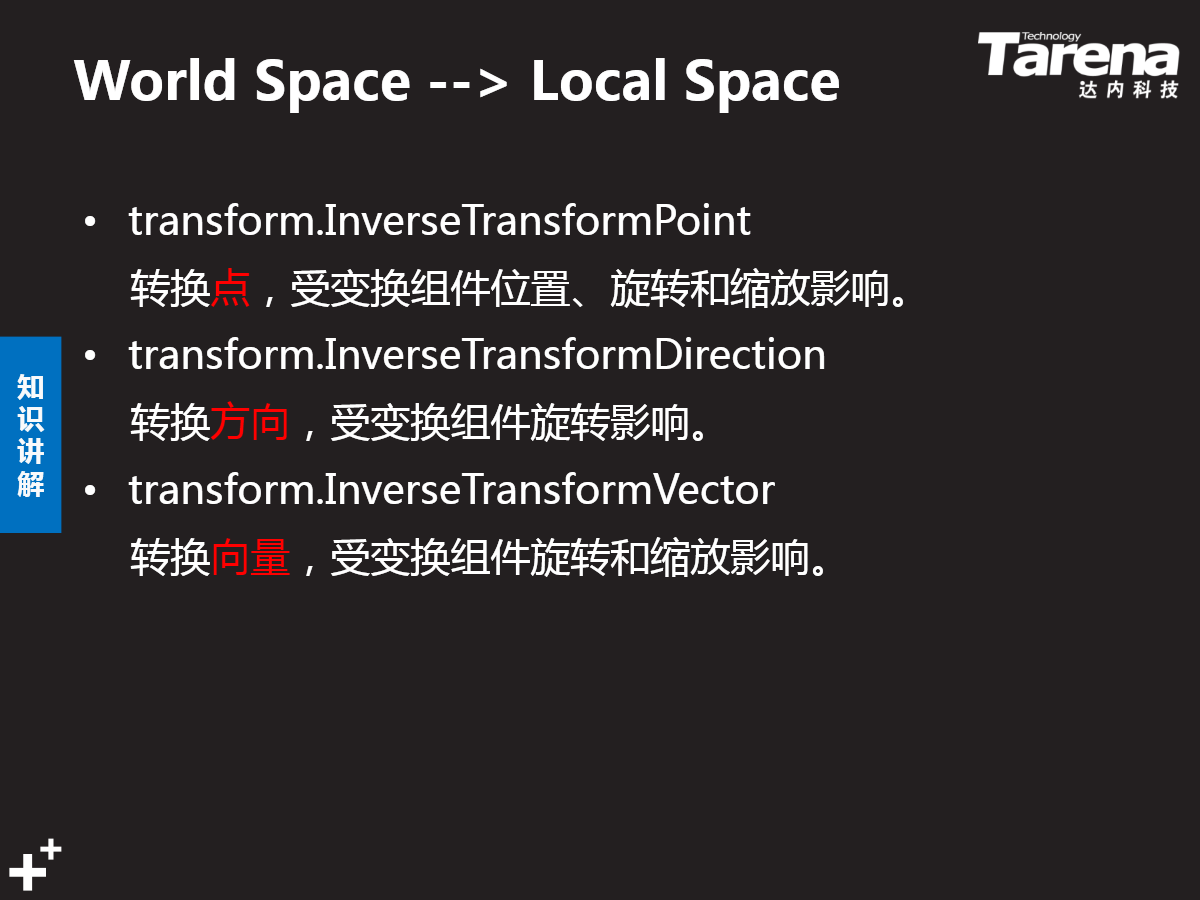 World Space --> Local Space
Technology
Tarena
达内科技
• transform.InverseTransformPoint
转换点，受变换组件位置、旋转和缩放影响。
• transform.InverseTransformDirection
转换方向，受变换组件旋转影响。
• transform.InverseTransformVector
转换向量，受变换组件旋转和缩放影响。
知识讲解